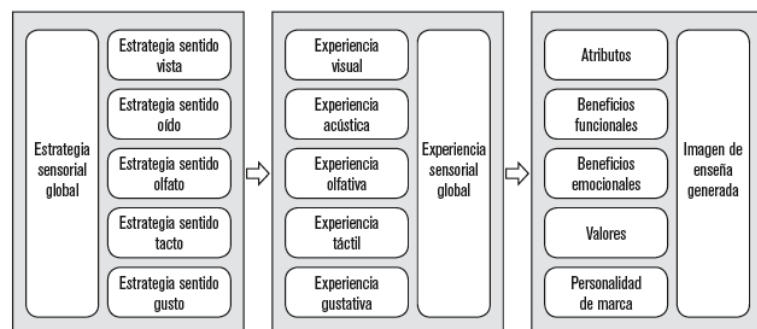 Estrategia
sensorial
global
Estrategia sentido
vista
Estrategia sentido
oído
Estrategia sentido
olfato
Estrategia sentido
tacto
Estrategia sentido
gusto
Experiencia
visual
Experiencia
acústica
Experiencia
olfativa
Experiencia
táctil
Experiencia
gustativa
Experiencia
sensorial
global
Atributos
Beneficios
funcionales
Beneficios
emocionales
Valores
Personalidad
de marca
Imagen de
enseña
generada